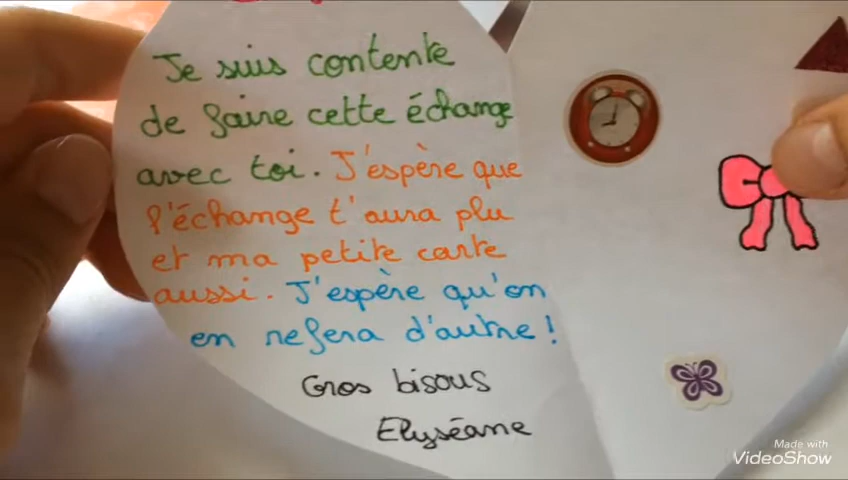 Je suis contente
de faire cette échange
avec toi. J'espère que
l'échange t'aura plu
et ma petite carte
aussi. J'espère qu'on
en refera d'autre !
Gros bisous
Elyséane
Made with
VideoShow